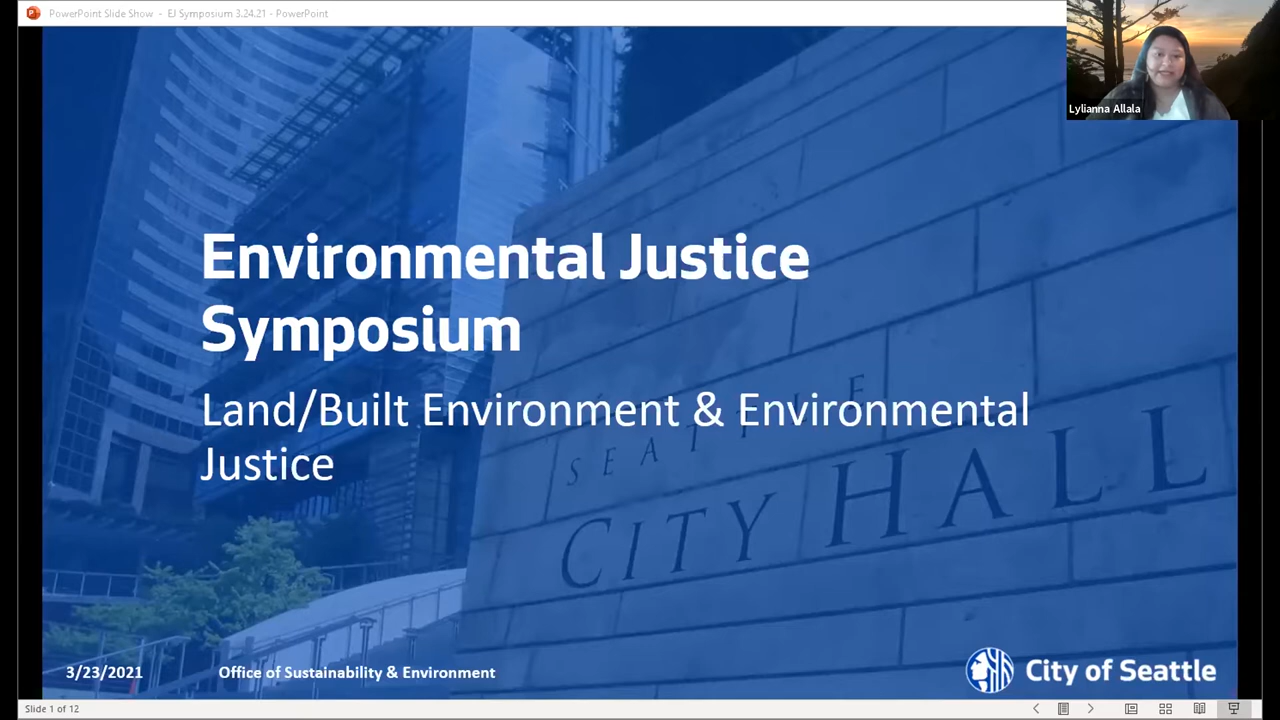 PowerPoint Slide Show - EJ Symposium 3.24.21 - PowerPoint
Lylianna Allala
Environmental Justice
Symposium
Land/Built Environment & Environmental
Justice
SEATTLE
CITY HALL
3/23/2021
Office of Sustainability & Environment
City of Seattle
Slide 1 of 12